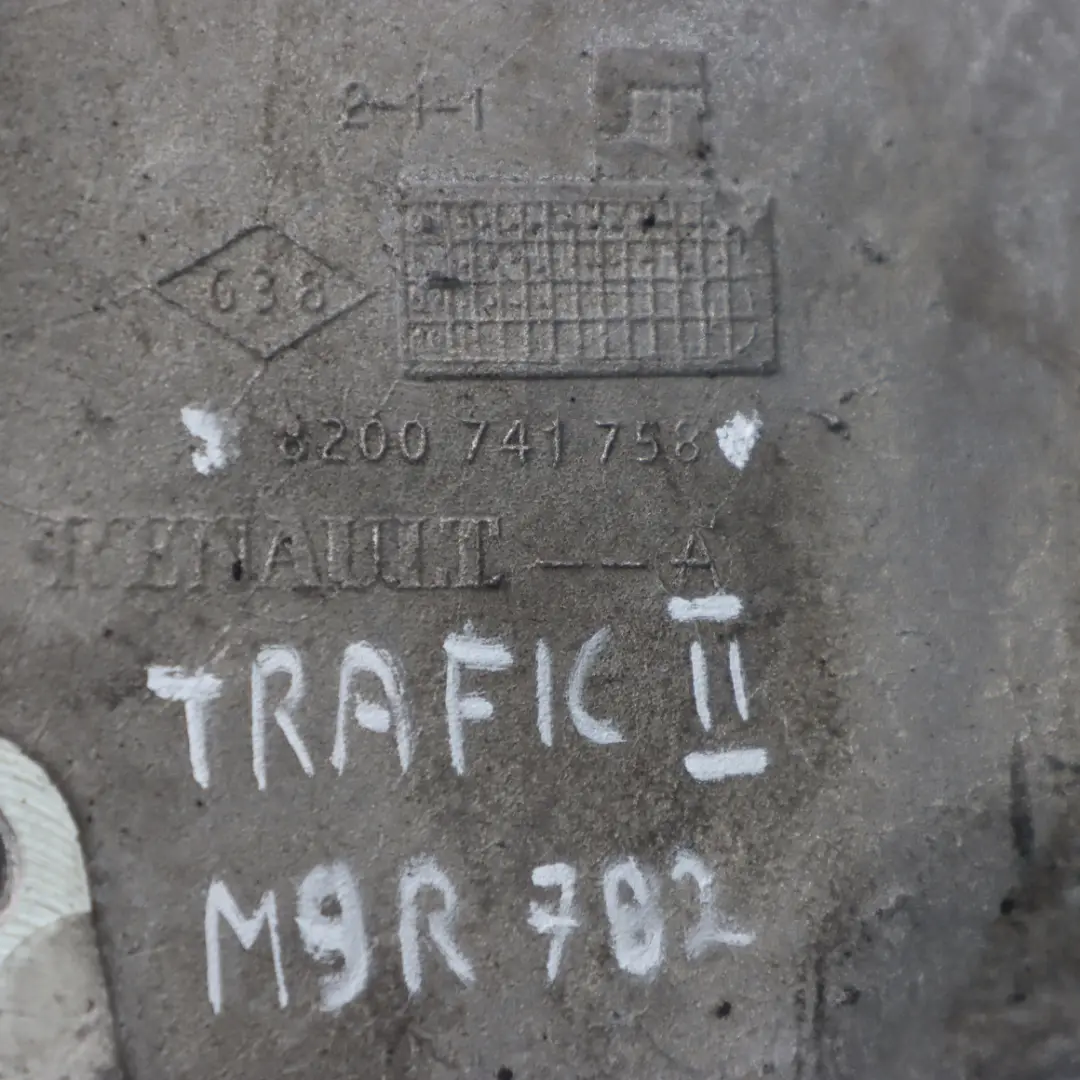 2-1-1
638
8200 741 758
RENAULT -- A
TRAFIC II
M9R 782